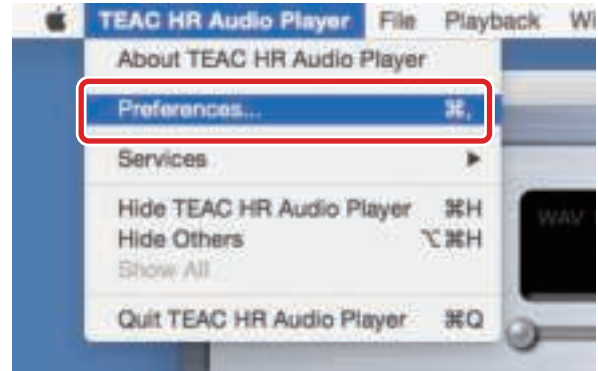 TEAC HR Audio Player File Playback Wi
About TEAC HR Audio Player
Preferences... ⌘,
Services ▶
Hide TEAC HR Audio Player ⌘H
Hide Others ⌥⌘H
Show All
Quit TEAC HR Audio Player ⌘Q
WAV